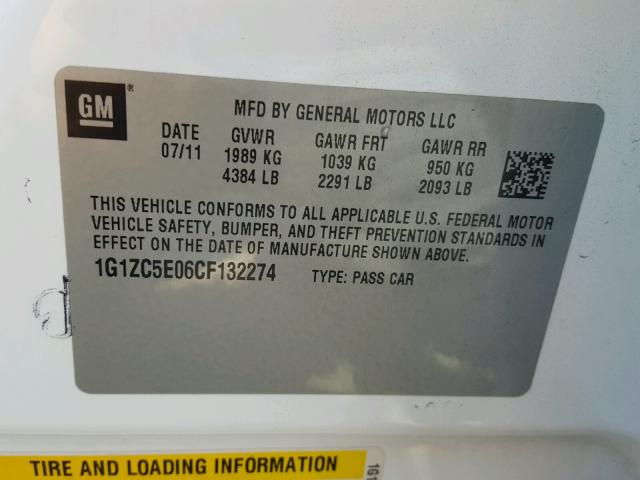 GM
MFD BY GENERAL MOTORS LLC
DATE GVWR GAWR FRT GAWR RR
07/11 1989 KG 1039 KG 950 KG
4384 LB 2291 LB 2093 LB
THIS VEHICLE CONFORMS TO ALL APPLICABLE U.S. FEDERAL MOTOR
VEHICLE SAFETY, BUMPER, AND THEFT PREVENTION STANDARDS IN
EFFECT ON THE DATE OF MANUFACTURE SHOWN ABOVE.
1G1ZC5E06CF132274 TYPE: PASS CAR
TIRE AND LOADING INFORMATION
1G1